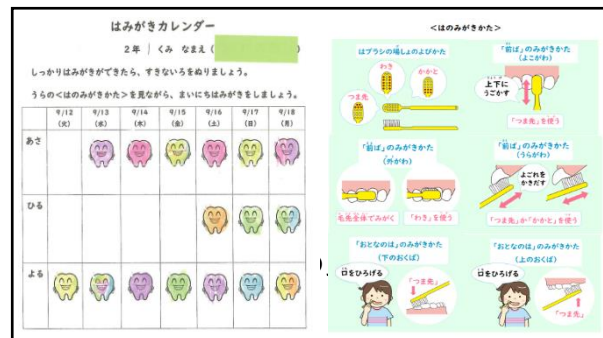 はみがきカレンダー
2年 1 くみ なまえ( )
しっかりはみがきができたら、すきないろをぬりましょう。
うらの<はのみがきかた>を見ながら、まいにちはみがきをしましょう。
9/12 9/13 9/14 9/15 9/16 9/17 9/18
(火) (水) (木) (金) (土) (日) (月)
あさ
ひる
よる
<はのみがきかた>
はブラシの場しょのよびかた
わき
かかと
つま先
「前ば」のみがきかた
(よこがわ)
上下に
うごかす
「つま先」を使う
「前ば」のみがきかた
(外がわ)
毛先全体でみがく
「わき」を使う
「前ば」のみがきかた
(うらがわ)
よごれを
かきだす
「つま先」か「かかと」を使う
「おとなのは」のみがきかた
(下のおくば)
口をひろげる
「つま先」
「おとなのは」のみがきかた
(上のおくば)
口をひろげる
「つま先」